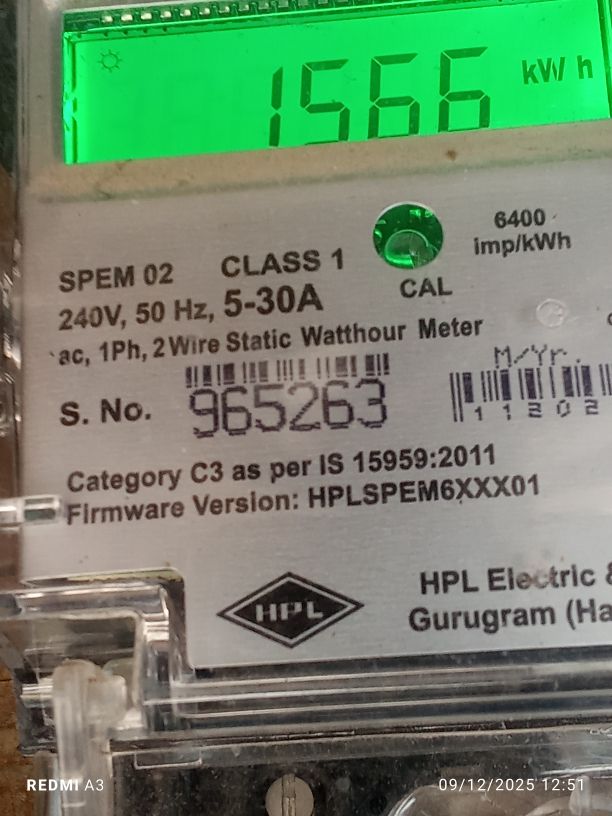 1566 kW h
6400
imp/kWh
SPEM 02 CLASS 1
CAL
240V, 50 Hz, 5-30A
ac, 1Ph, 2 Wire Static Watthour Meter
M/Yr.
S. No. 965263
11202
Category C3 as per IS 15959:2011
Firmware Version: HPLSPEM6XXX01
HPL
HPL Electric &
Gurugram (Ha
REDMI A3
09/12/2025 12:51